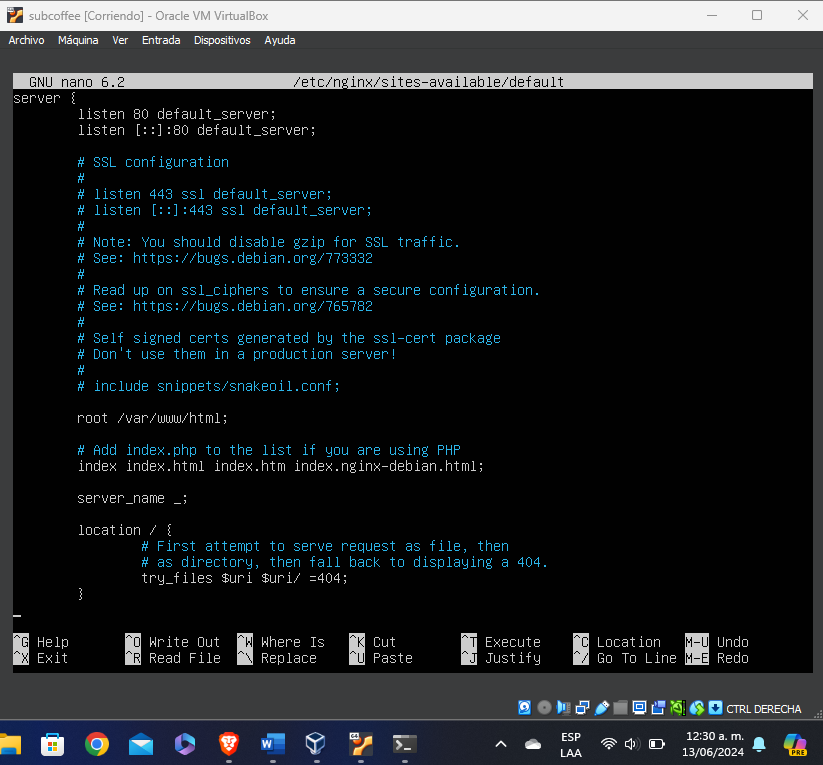 subcoffee [Corriendo] - Oracle VM VirtualBox
Archivo Máquina Ver Entrada Dispositivos Ayuda
GNU nano 6.2 /etc/nginx/sites-available/default
server {
listen 80 default_server;
listen [::]:80 default_server;
# SSL configuration
#
# listen 443 ssl default_server;
# listen [::]:443 ssl default_server;
#
# Note: You should disable gzip for SSL traffic.
# See: https://bugs.debian.org/773332
#
# Read up on ssl_ciphers to ensure a secure configuration.
# See: https://bugs.debian.org/765782
#
# Self signed certs generated by the ssl-cert package
# Don't use them in a production server!
#
# include snippets/snakeoil.conf;
root /var/www/html;
# Add index.php to the list if you are using PHP
index index.html index.htm index.nginx-debian.html;
server_name _;
location / {
# First attempt to serve request as file, then
# as directory, then fall back to displaying a 404.
try_files $uri $uri/ =404;
}
^G Help ^O Write Out ^W Where Is ^K Cut ^T Execute ^C Location M-U Undo
^X Exit ^R Read File ^\ Replace ^U Paste ^J Justify ^/ Go To Line M-E Redo
CTRL DERECHA
ESP
LAA
12:30 a. m.
13/06/2024
PRE